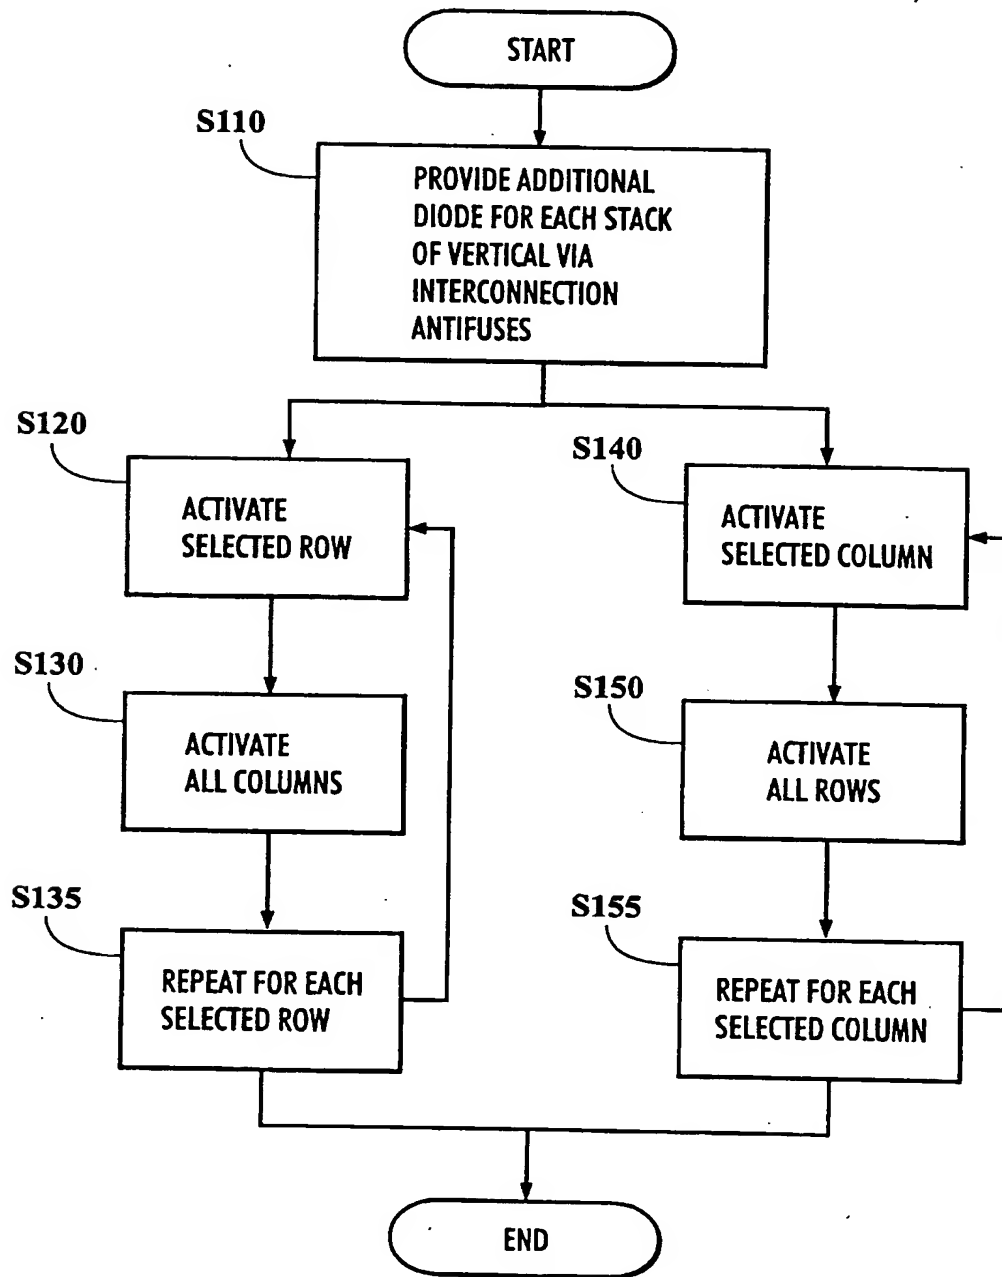 START
S110
PROVIDE ADDITIONAL
DIODE FOR EACH STACK
OF VERTICAL VIA
INTERCONNECTION
ANTIFUSES
S120
ACTIVATE
SELECTED ROW
S130
ACTIVATE
ALL COLUMNS
S135
REPEAT FOR EACH
SELECTED ROW
S140
ACTIVATE
SELECTED COLUMN
S150
ACTIVATE
ALL ROWS
S155
REPEAT FOR EACH
SELECTED COLUMN
END